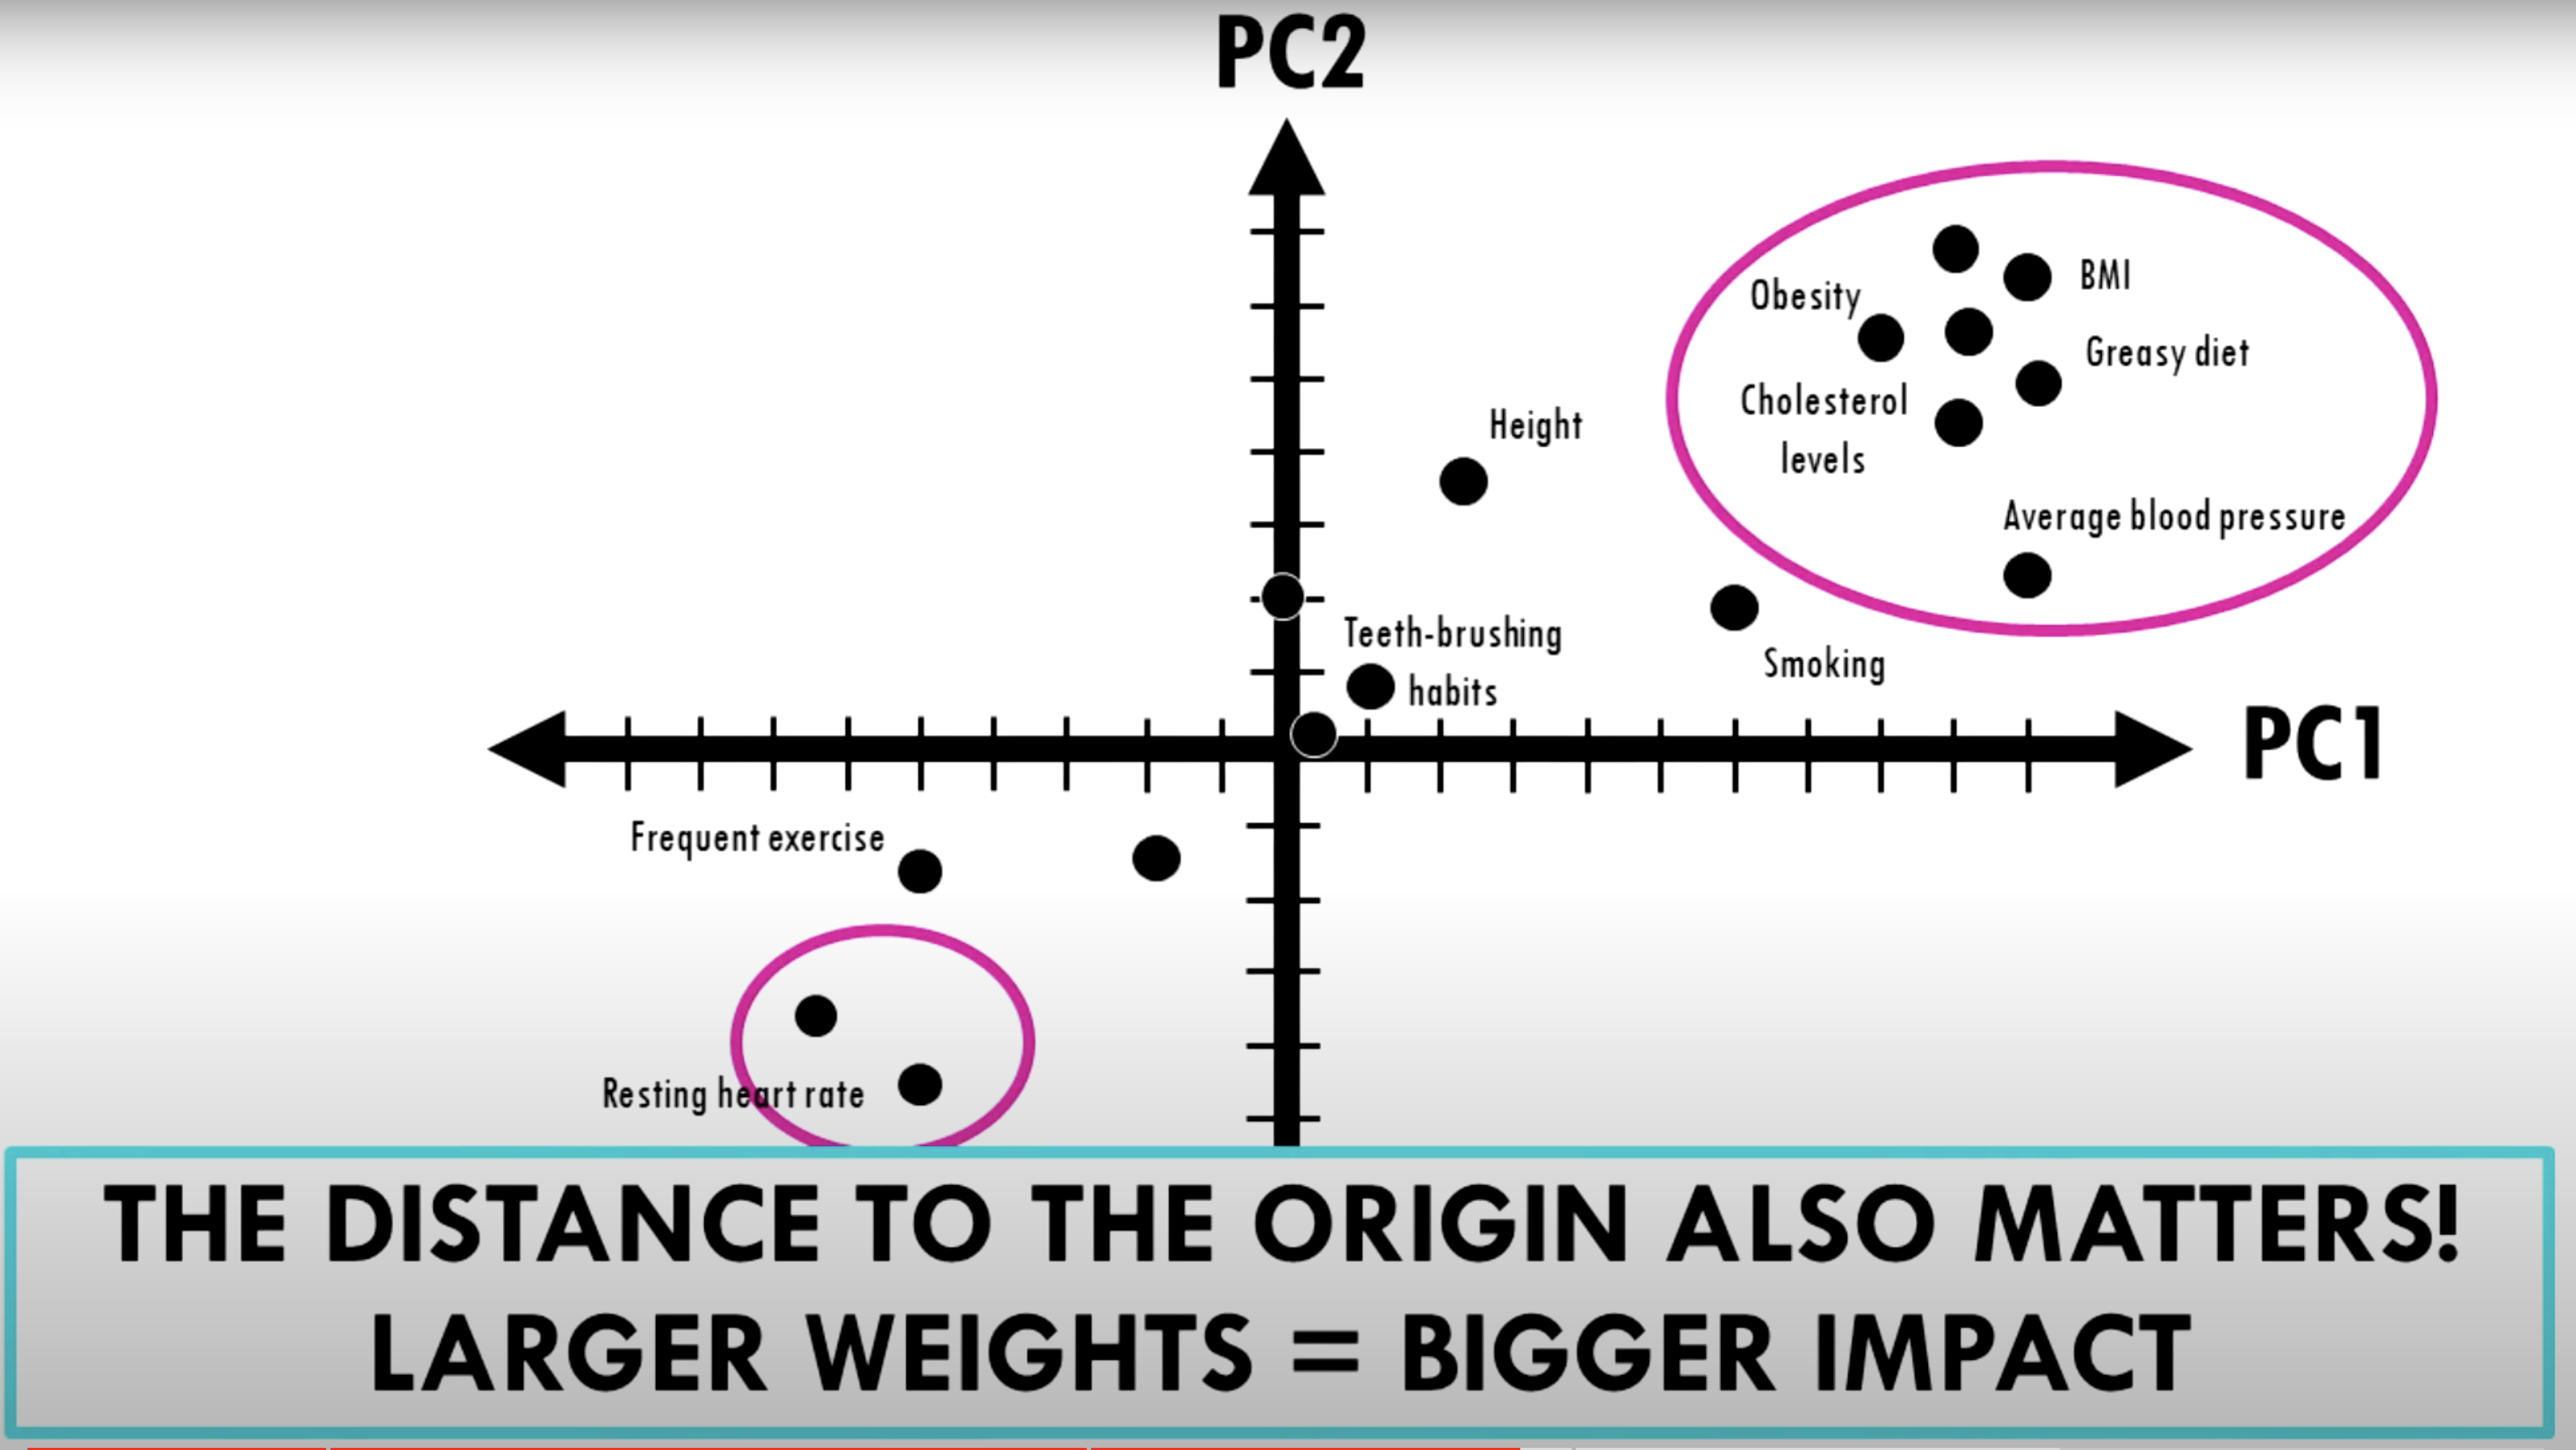 PC2
BMI
Obesity
Greasy diet
Cholesterol
levels
Height
Average blood pressure
Teeth-brushing
habits
Smoking
PC1
Frequent exercise
Resting heart rate
THE DISTANCE TO THE ORIGIN ALSO MATTERS!
LARGER WEIGHTS = BIGGER IMPACT